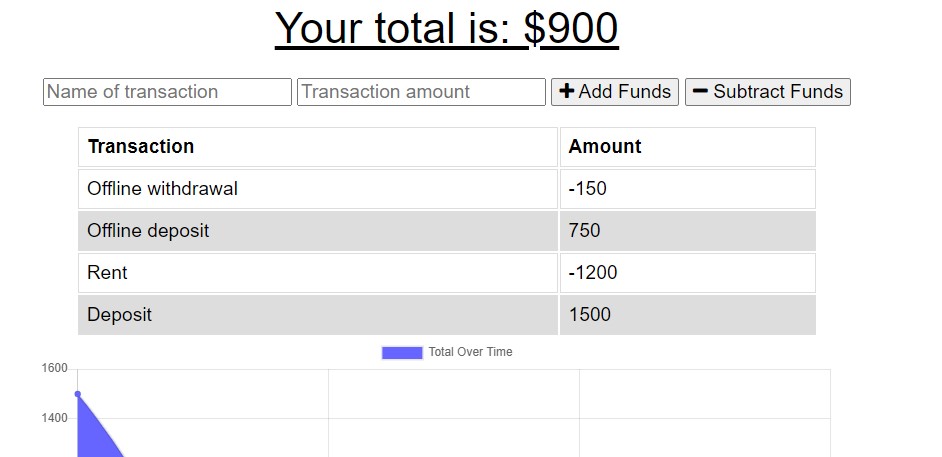 Your total is: $900
Name of transaction Transaction amount + Add Funds − Subtract Funds
Transaction Amount
Offline withdrawal -150
Offline deposit 750
Rent -1200
Deposit 1500
Total Over Time
1600
1400